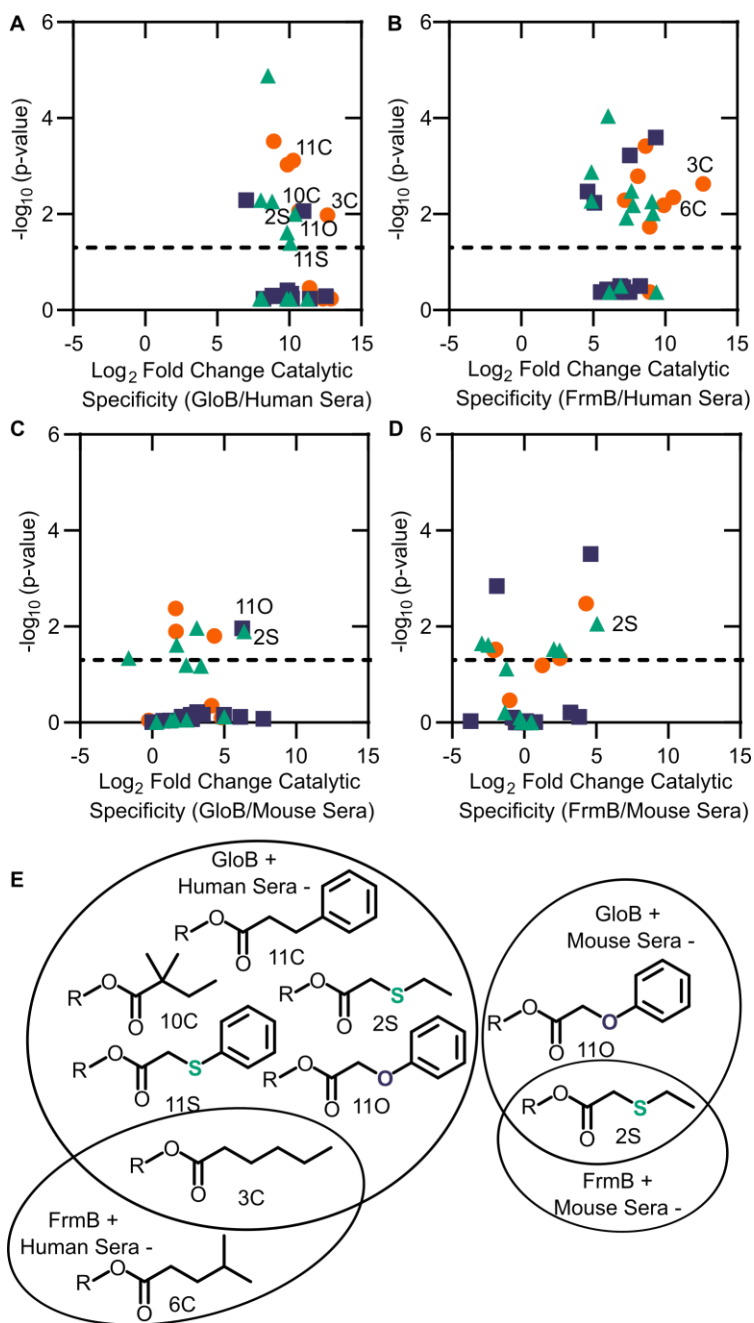 A
B
6
4
2
0
-log10 (p-value)
11C
10C
3C
2S
11O
11S
-5
0
5
10
15
Log2 Fold Change Catalytic
Specificity (GloB/Human Sera)
6
4
2
0
-log10 (p-value)
3C
6C
-5
0
5
10
15
Log2 Fold Change Catalytic
Specificity (FrmB/Human Sera)
C
D
6
4
2
0
-log10 (p-value)
11O
2S
-5
0
5
10
15
Log2 Fold Change Catalytic
Specificity (GloB/Mouse Sera)
6
4
2
0
-log10 (p-value)
2S
-5
0
5
10
15
Log2 Fold Change Catalytic
Specificity (FrmB/Mouse Sera)
E
GloB +
Human Sera -
R O O
11C
R O O
10C
R O O S
2S
R O O S
11S
R O O O
11O
R O O
3C
FrmB +
Human Sera -
R O O
6C
GloB +
Mouse Sera -
R O O O
11O
R O O S
2S
FrmB +
Mouse Sera -